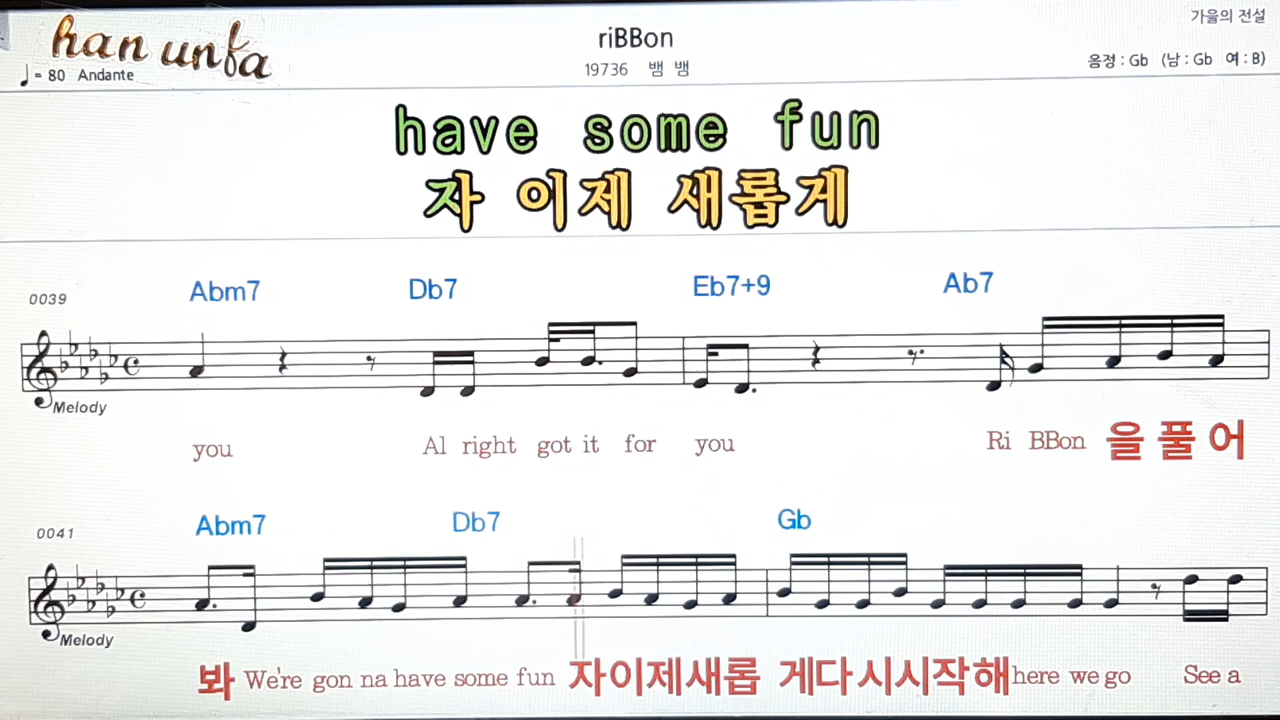 han unfa
riBBon
가을의 전설
♩= 80 Andante
19736 뱀 뱀
음정 : Gb (남 : Gb 여 : B)
have some fun
자 이제 새롭게
0039 Abm7 Db7 Eb7+9 Ab7
Melody
you Al right got it for you Ri BBon 을 풀 어
0041 Abm7 Db7 Gb
Melody
봐 We're gon na have some fun 자이제새롭 게다시시작해 here we go See a